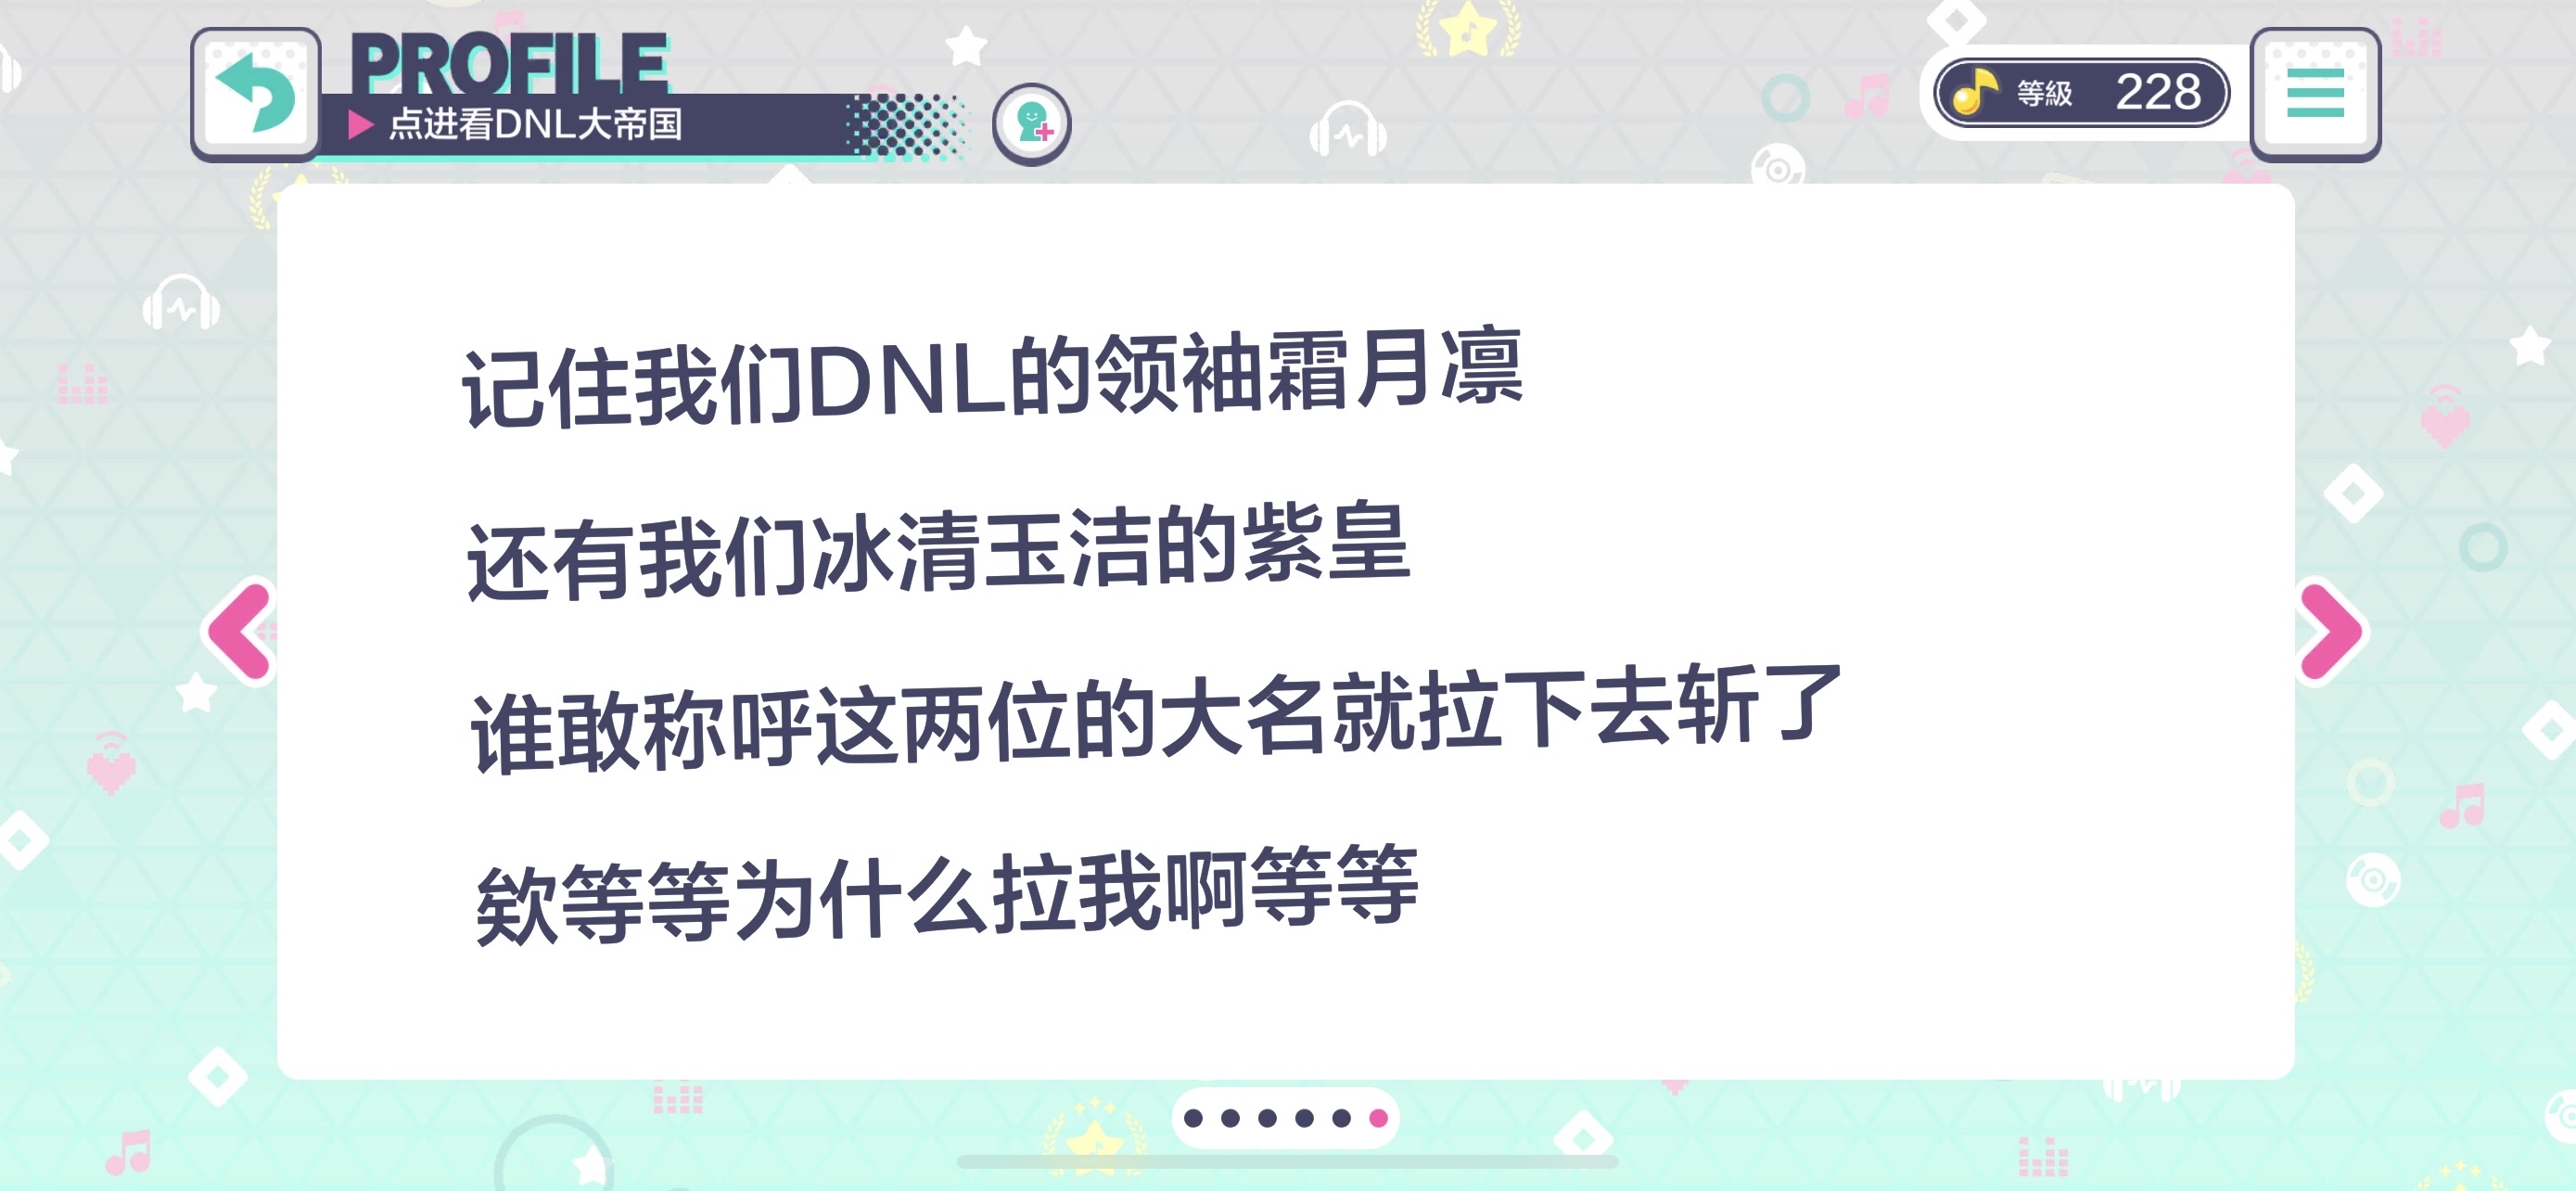 PROFILE
点进看DNL大帝国
等級 228
记住我们DNL的领袖霜月凛
还有我们冰清玉洁的紫皇
谁敢称呼这两位的大名就拉下去斩了
欸等等为什么拉我啊等等